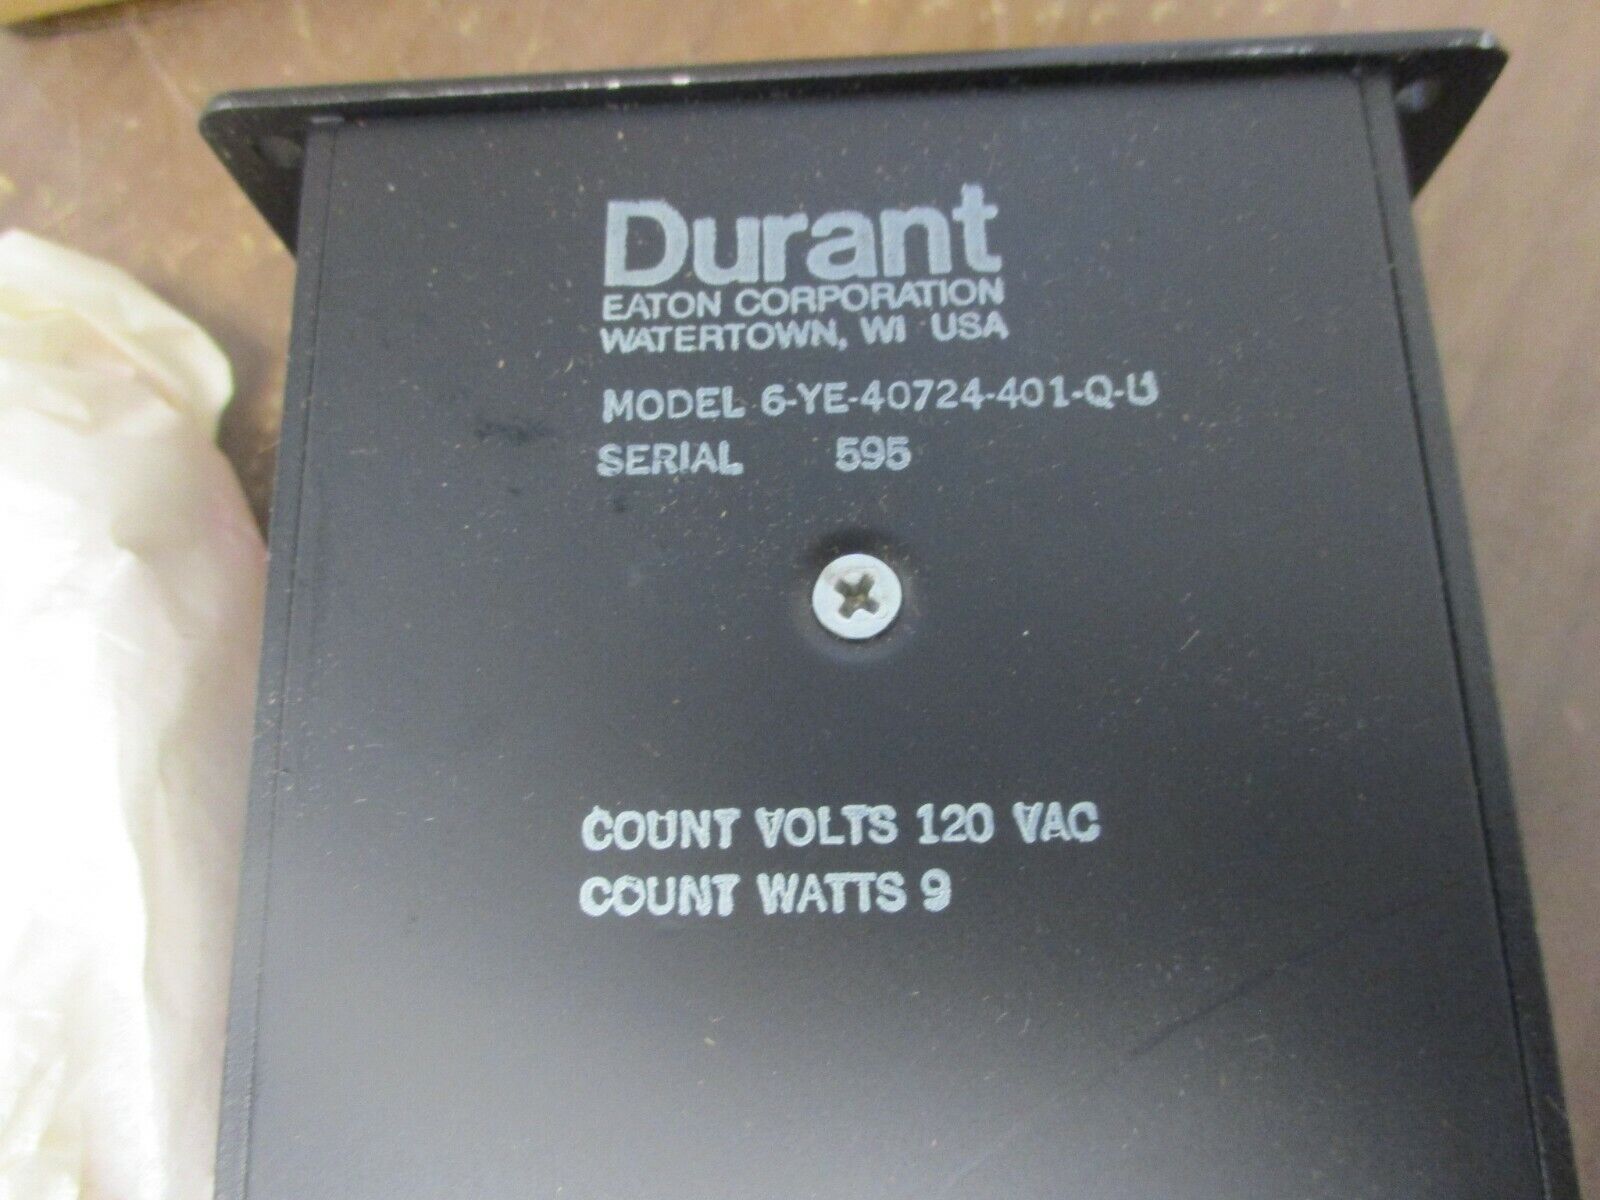 Durant
EATON CORPORATION
WATERTOWN, WI USA
MODEL 6-YE-40724-401-Q-U
SERIAL 595
COUNT VOLTS 120 VAC
COUNT WATTS 9